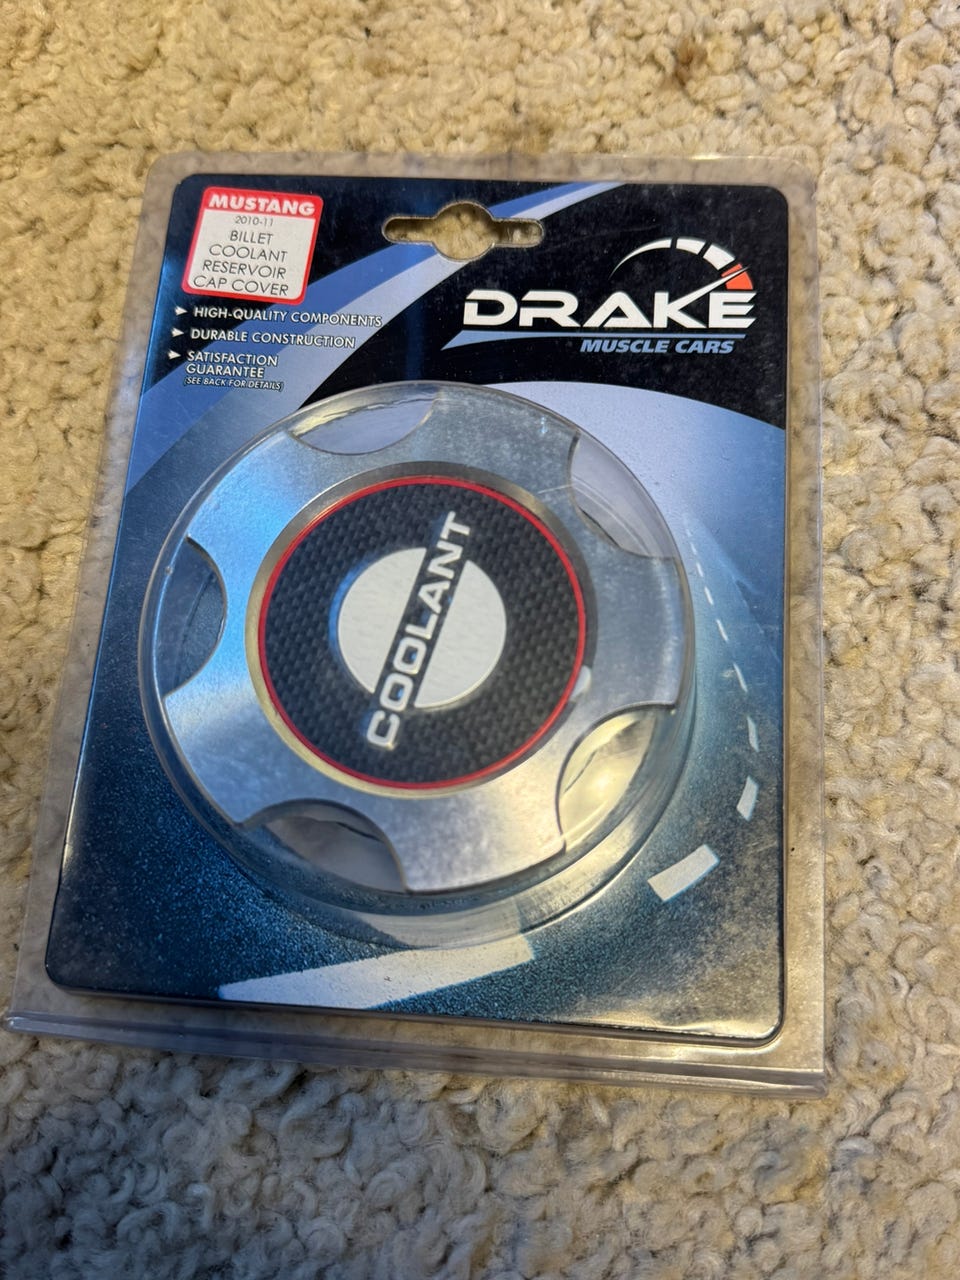 MUSTANG
2010-11
BILLET
COOLANT
RESERVOIR
CAP COVER
HIGH-QUALITY COMPONENTS
DURABLE CONSTRUCTION
SATISFACTION
GUARANTEE
(SEE BACK FOR DETAILS)
DRAKE
MUSCLE CARS
COOLANT